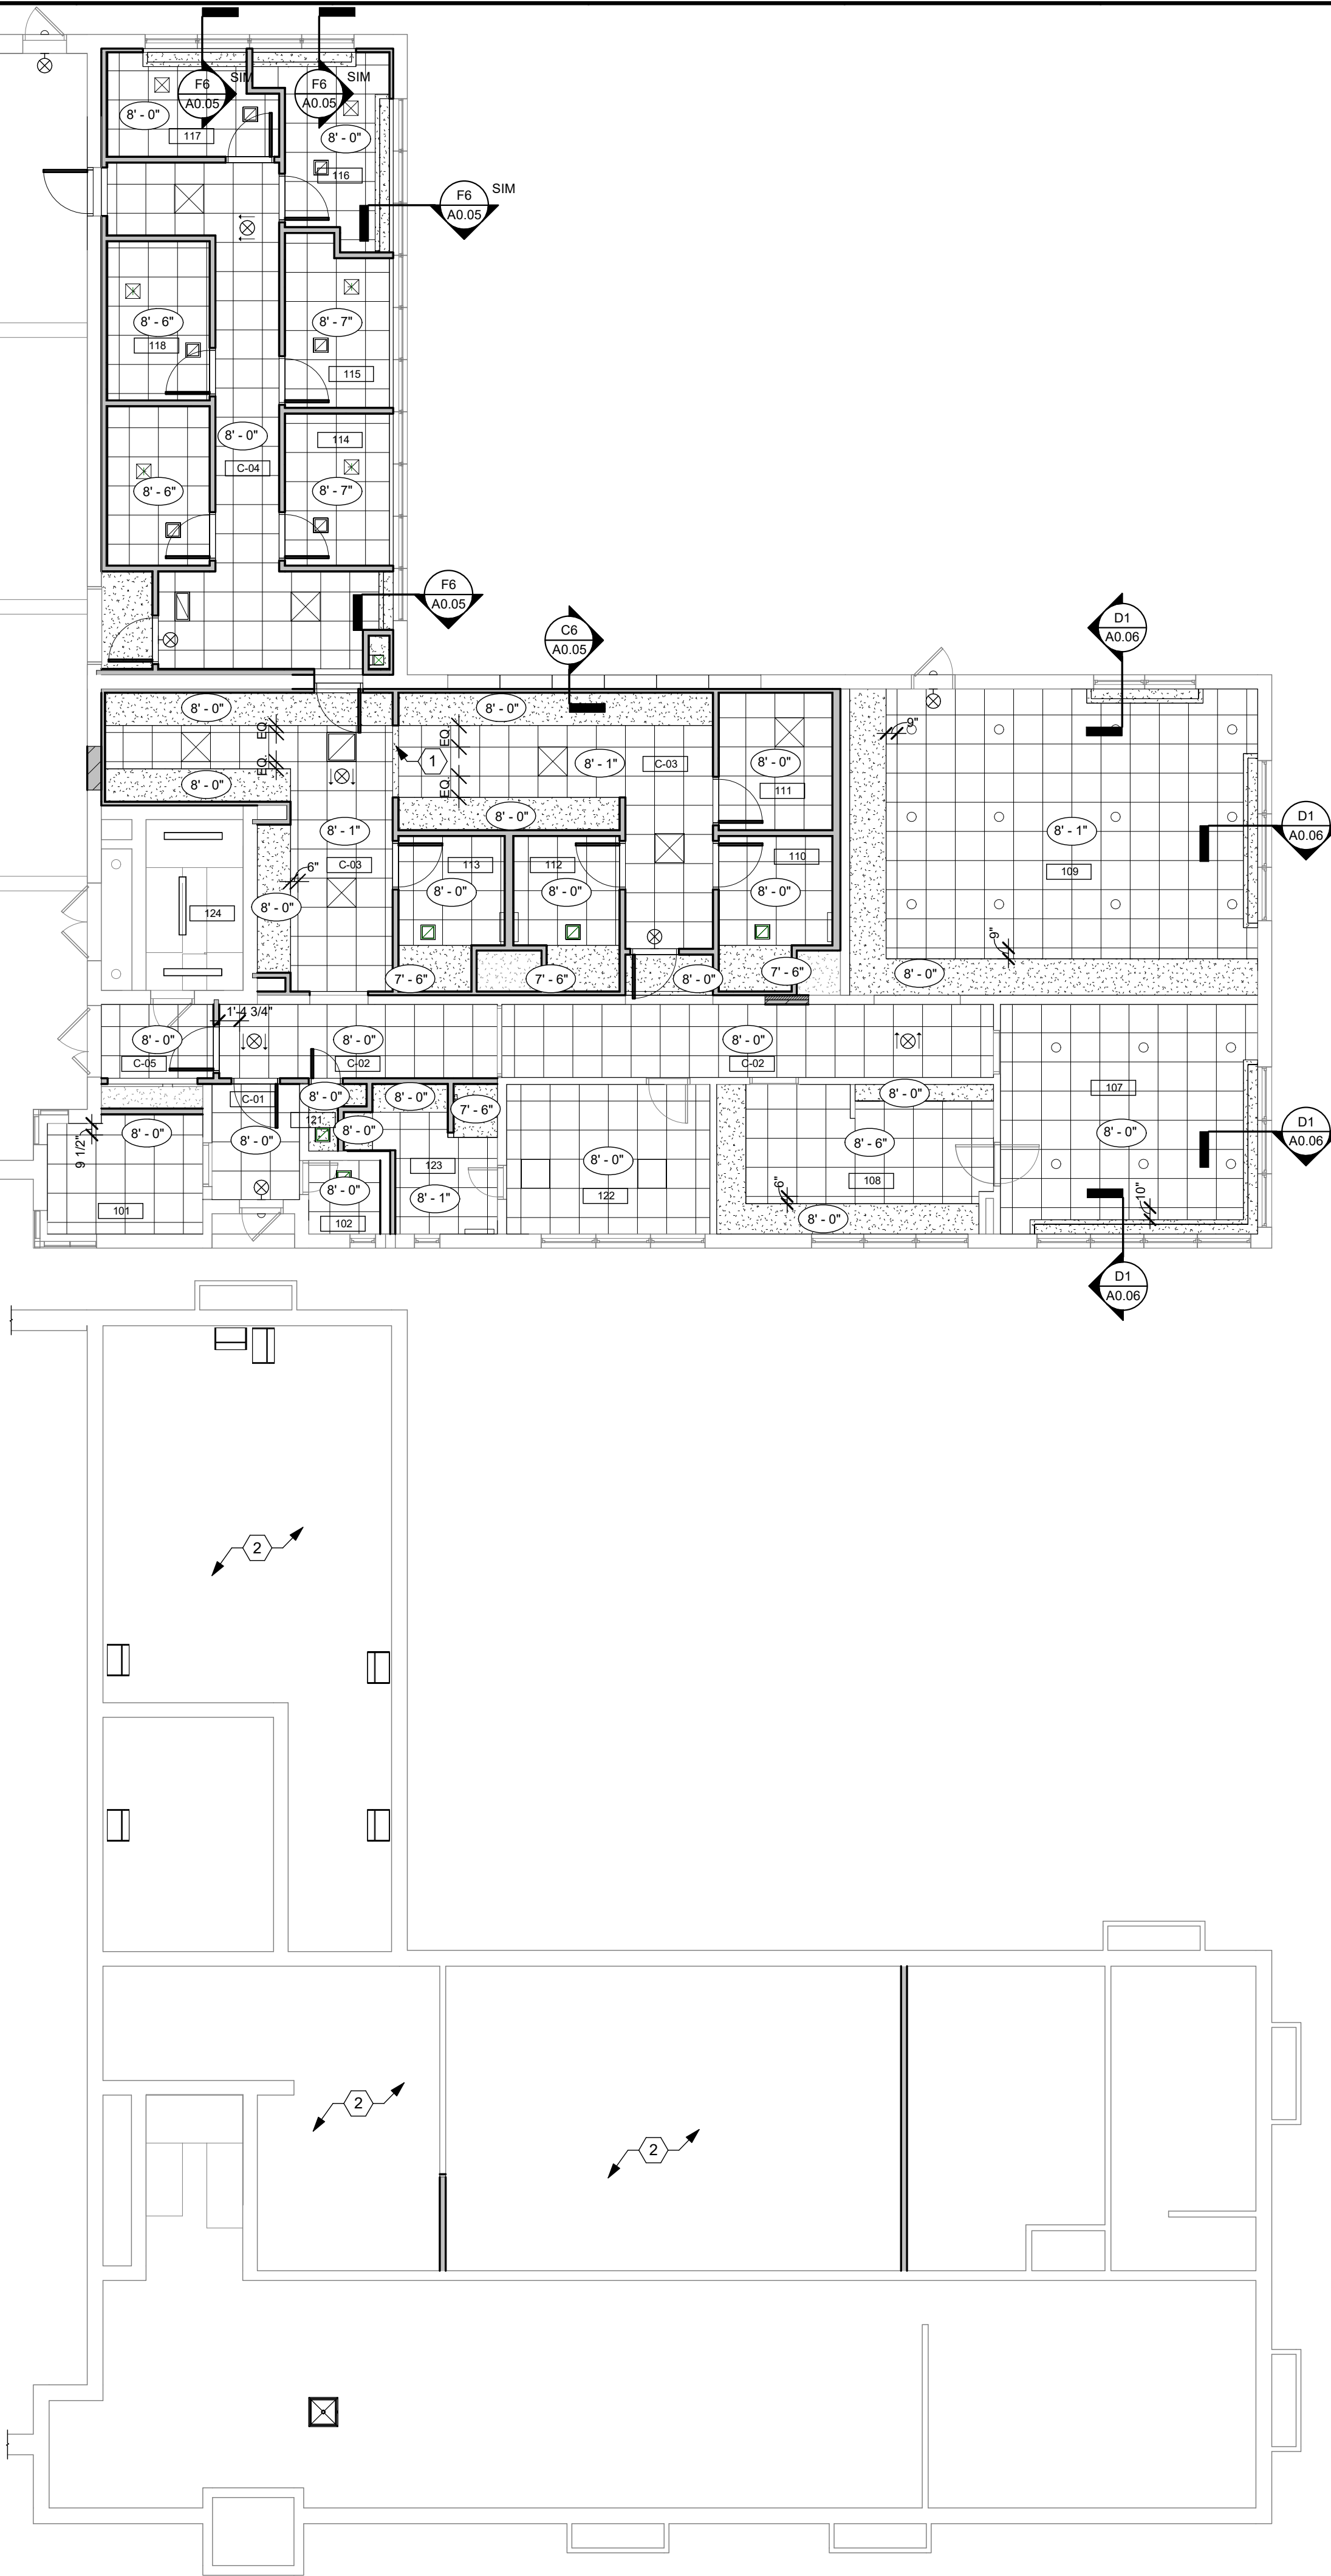 F6
A0.05
SIM
F6
A0.05
SIM
8' - 0"
117
8' - 0"
116
F6
A0.05
SIM
8' - 6"
118
8' - 7"
115
8' - 0"
C-04
114
8' - 6"
8' - 7"
F6
A0.05
C6
A0.05
D1
A0.06
8' - 0"
8' - 0"
EQ
EQ
9"
EQ
EQ
1
8' - 1"
C-03
8' - 0"
111
8' - 0"
8' - 0"
8' - 1"
109
D1
A0.06
8' - 1"
C-03
6"
113
112
110
8' - 0"
8' - 0"
8' - 0"
8' - 0"
124
9"
7' - 6"
7' - 6"
8' - 0"
7' - 6"
8' - 0"
1'-4 3/4"
8' - 0"
C-05
8' - 0"
C-02
8' - 0"
C-02
107
C-01
8' - 0"
8' - 0"
7' - 6"
8' - 0"
121
8' - 0"
9 1/2"
8' - 0"
8' - 0"
8' - 6"
8' - 0"
D1
A0.06
123
8' - 0"
108
8' - 0"
8' - 1"
122
6"
10"
101
102
8' - 0"
D1
A0.06
2
2
2